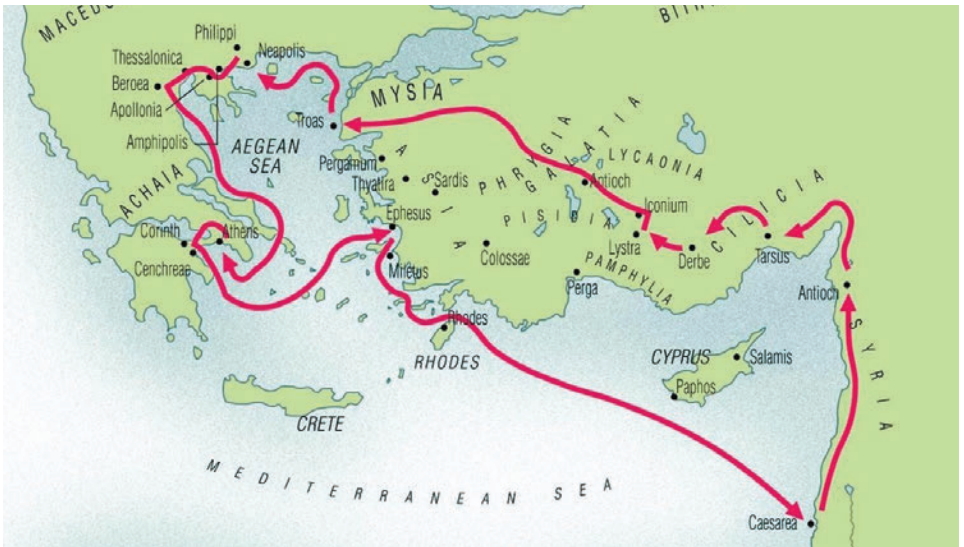 MACEDO
BITH
Philippi
Neapolis
Thessalonica
Beroea
Apollonia
Amphipolis
MYSIA
Troas
AEGEAN
SEA
Pergamum
Thyatira
Sardis
ASIA
PHRYGIA
GALATIA
LYCAONIA
Antioch
PISIDIA
Iconium
CILICIA
ACHAIA
Ephesus
Corinth
Athens
Cenchreae
Miletus
Colossae
Lystra
Derbe
Tarsus
PAMPHYLIA
Perga
Antioch
Rhodes
RHODES
CYPRUS
Salamis
Paphos
SYRIA
CRETE
MEDITERRANEAN SEA
Caesarea